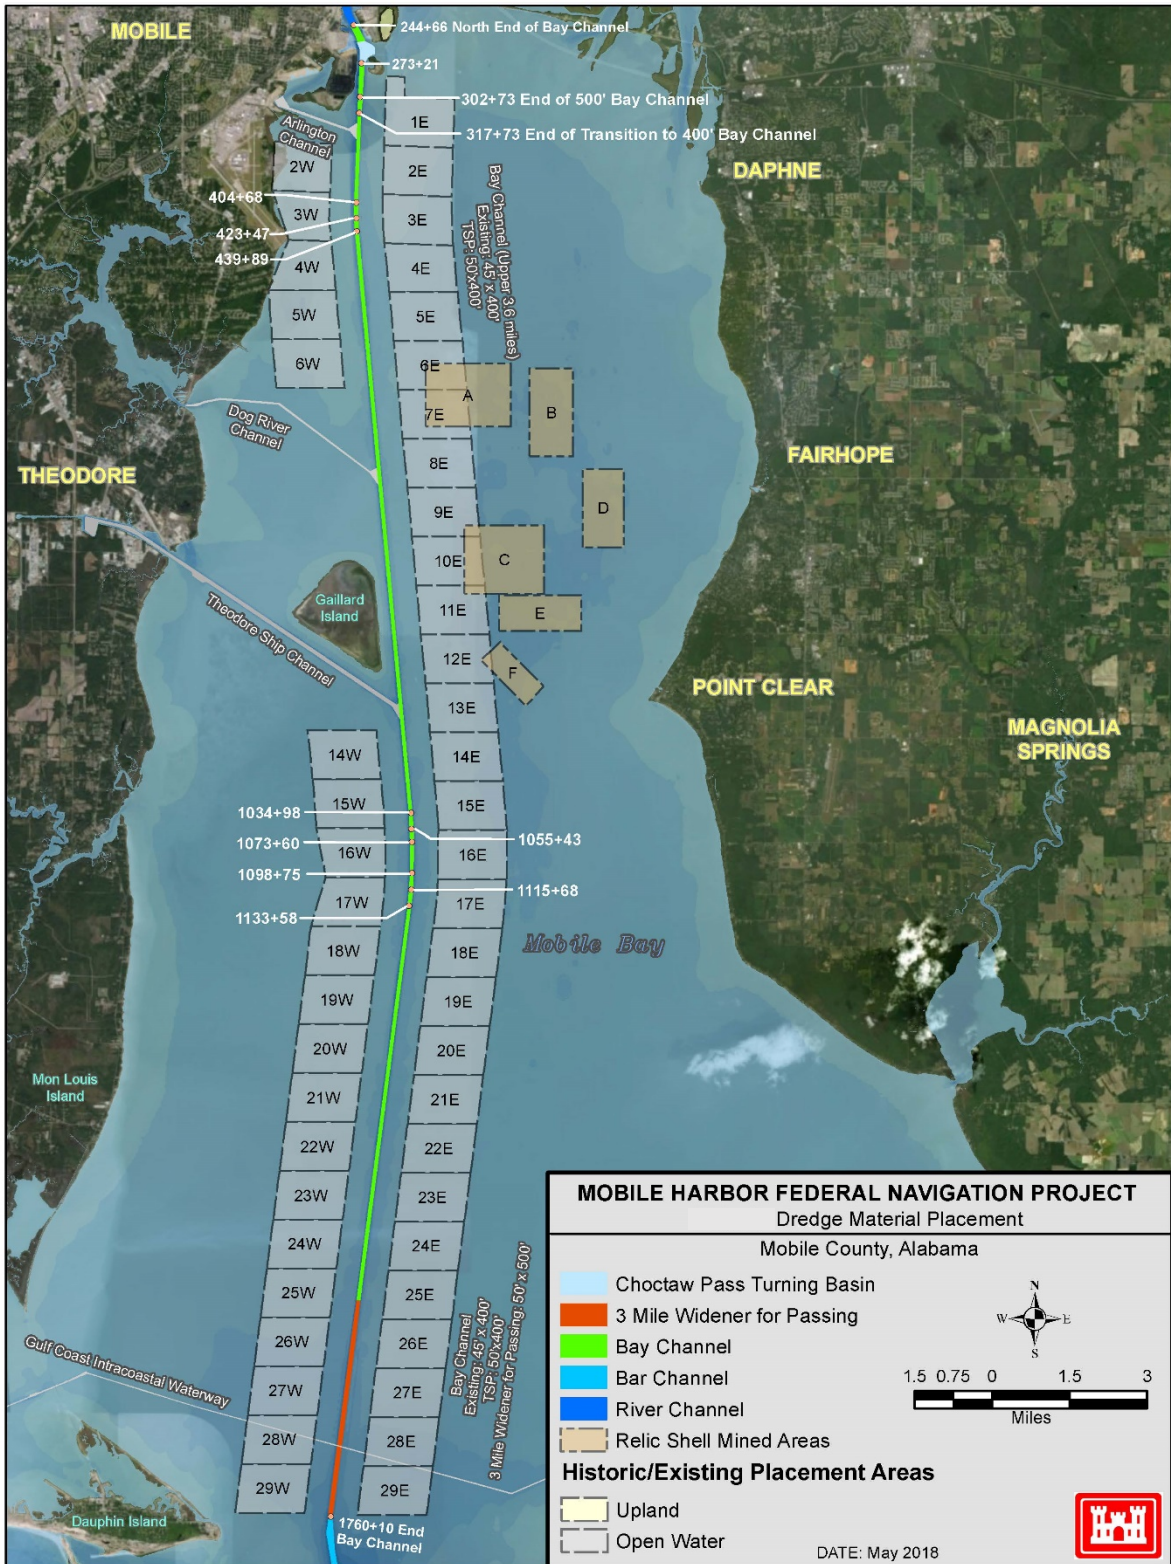 MOBILE
244+66 North End of Bay Channel
273+21
302+73 End of 500' Bay Channel
317+73 End of Transition to 400' Bay Channel
Arlington
Channel
1E
2W
2E
DAPHNE
404+68
3W
3E
423+47
439+89
Bay Channel (Upper 3.6 miles)
Existing: 45' x 400'
TSP: 50'x400'
4W
4E
5W
5E
6W
6E
A
B
7E
Dog River
Channel
FAIRHOPE
THEODORE
8E
D
9E
10E
C
Gaillard
Island
11E
E
Theodore Ship Channel
12E
F
POINT CLEAR
13E
MAGNOLIA
SPRINGS
14W
14E
15W
15E
1034+98
1055+43
1073+60
16W
16E
1098+75
1115+68
17W
17E
1133+58
Mobile Bay
18W
18E
19W
19E
20W
20E
Mon Louis
Island
21W
21E
22W
22E
23W
23E
24W
24E
25W
25E
26W
26E
Bay Channel
Existing: 45' x 400'
TSP: 50'x400'
3 Mile Widener for Passing: 50' x 500'
Gulf Coast Intracoastal Waterway
27W
27E
28W
28E
29W
29E
Dauphin Island
1760+10 End
Bay Channel
MOBILE HARBOR FEDERAL NAVIGATION PROJECT
Dredge Material Placement
Mobile County, Alabama
Choctaw Pass Turning Basin
3 Mile Widener for Passing
Bay Channel
Bar Channel
River Channel
Relic Shell Mined Areas
Historic/Existing Placement Areas
Upland
Open Water
N
W E
S
1.5 0.75 0 1.5 3
Miles
DATE: May 2018